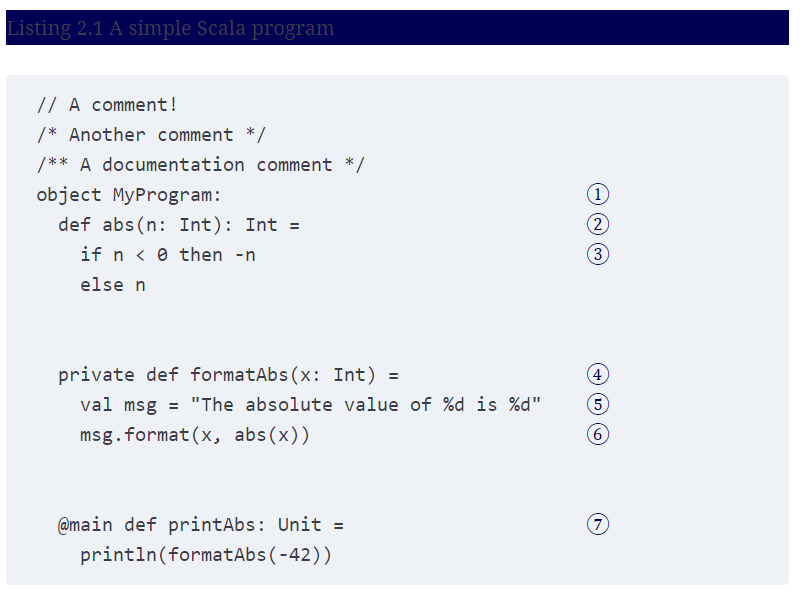 Listing 2.1 A simple Scala program
// A comment!
/* Another comment */
/** A documentation comment */
object MyProgram: ①
  def abs(n: Int): Int = ②
    if n < 0 then -n ③
    else n
  private def formatAbs(x: Int) = ④
    val msg = "The absolute value of %d is %d" ⑤
    msg.format(x, abs(x)) ⑥
  @main def printAbs: Unit = ⑦
    println(formatAbs(-42))